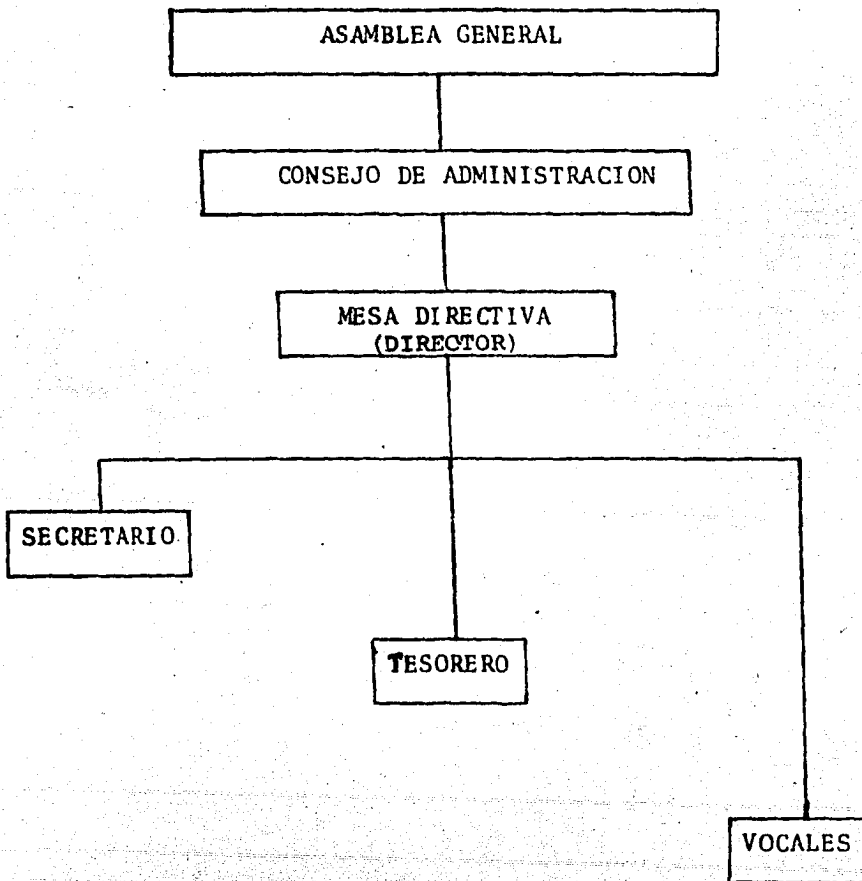 ASAMBLEA GENERAL
CONSEJO DE ADMINISTRACION
MESA DIRECTIVA
(DIRECTOR)
SECRETARIO
TESORERO
VOCALES